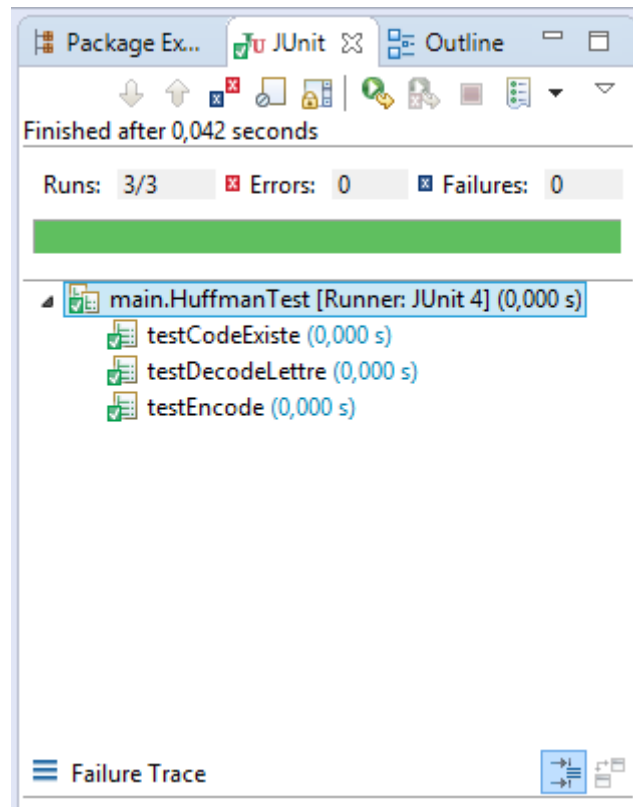 Package Ex... JUnit Outline
Finished after 0,042 seconds
Runs: 3/3 Errors: 0 Failures: 0
main.HuffmanTest [Runner: JUnit 4] (0,000 s)
testCodeExiste (0,000 s)
testDecodeLettre (0,000 s)
testEncode (0,000 s)
Failure Trace